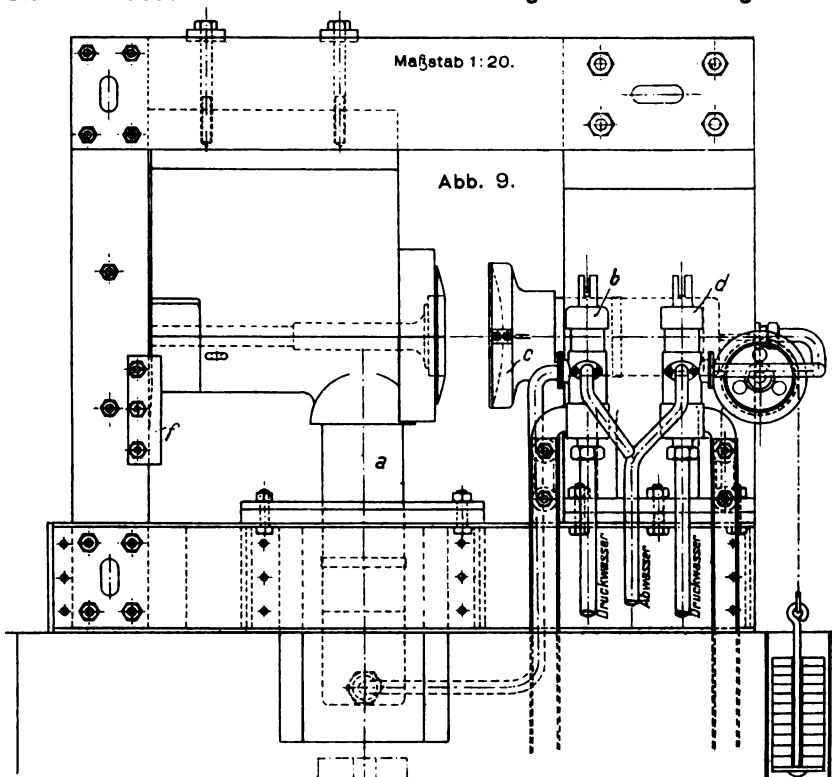 Maßstab 1:20.
Abb. 9.
b
d
c
f
a
Druckwasser
Abwasser
Druckwasser